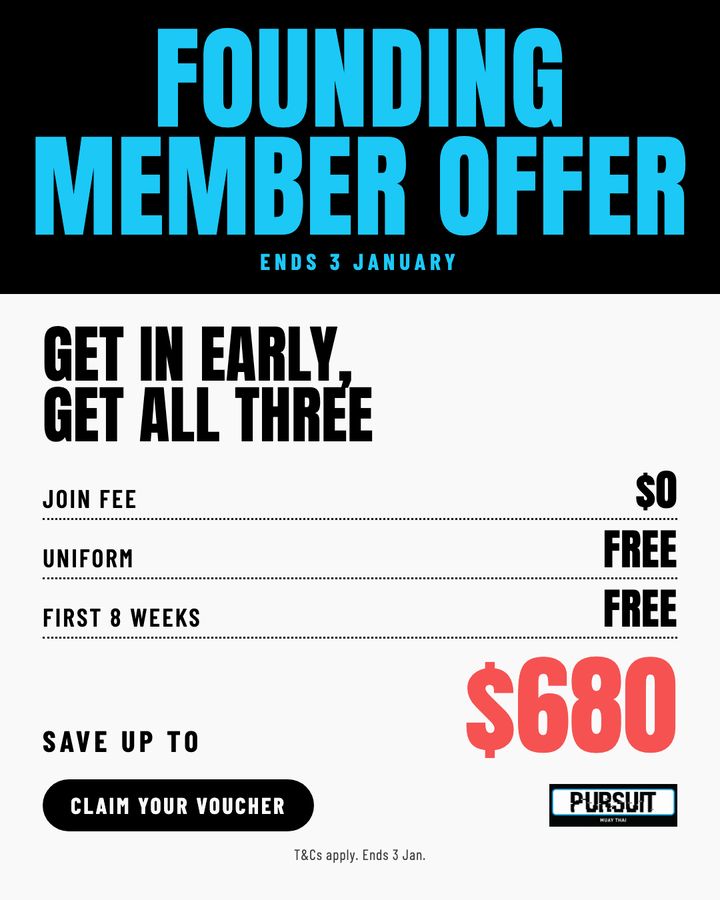 FOUNDING
MEMBER OFFER
ENDS 3 JANUARY
GET IN EARLY,
GET ALL THREE
JOIN FEE $0
UNIFORM FREE
FIRST 8 WEEKS FREE
SAVE UP TO $680
CLAIM YOUR VOUCHER
PURSUIT
MUAY THAI
T&Cs apply. Ends 3 Jan.